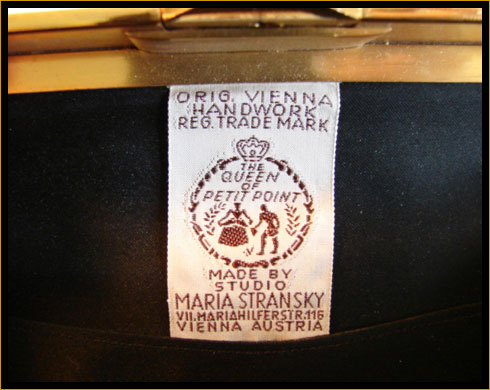 ORIG. VIENNA
HANDWORK
REG. TRADE MARK
THE
QUEEN
OF
PETIT POINT
MADE BY
STUDIO
MARIA STRANSKY
VII. MARIAHILFERSTR. 116
VIENNA AUSTRIA